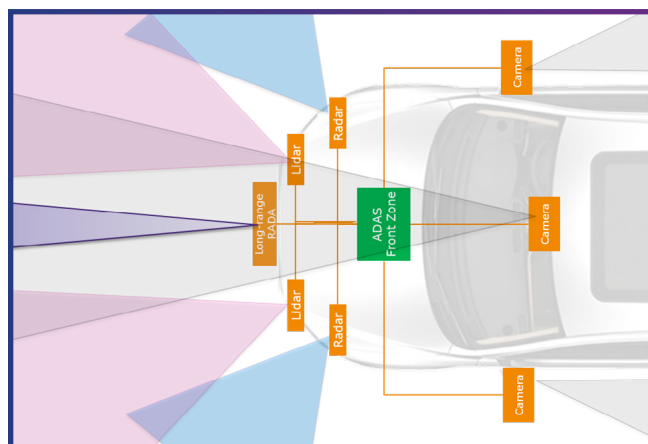 Camera
Radar
Lidar
Long-range
RADA
ADAS
Front Zone
Camera
Lidar
Radar
Camera